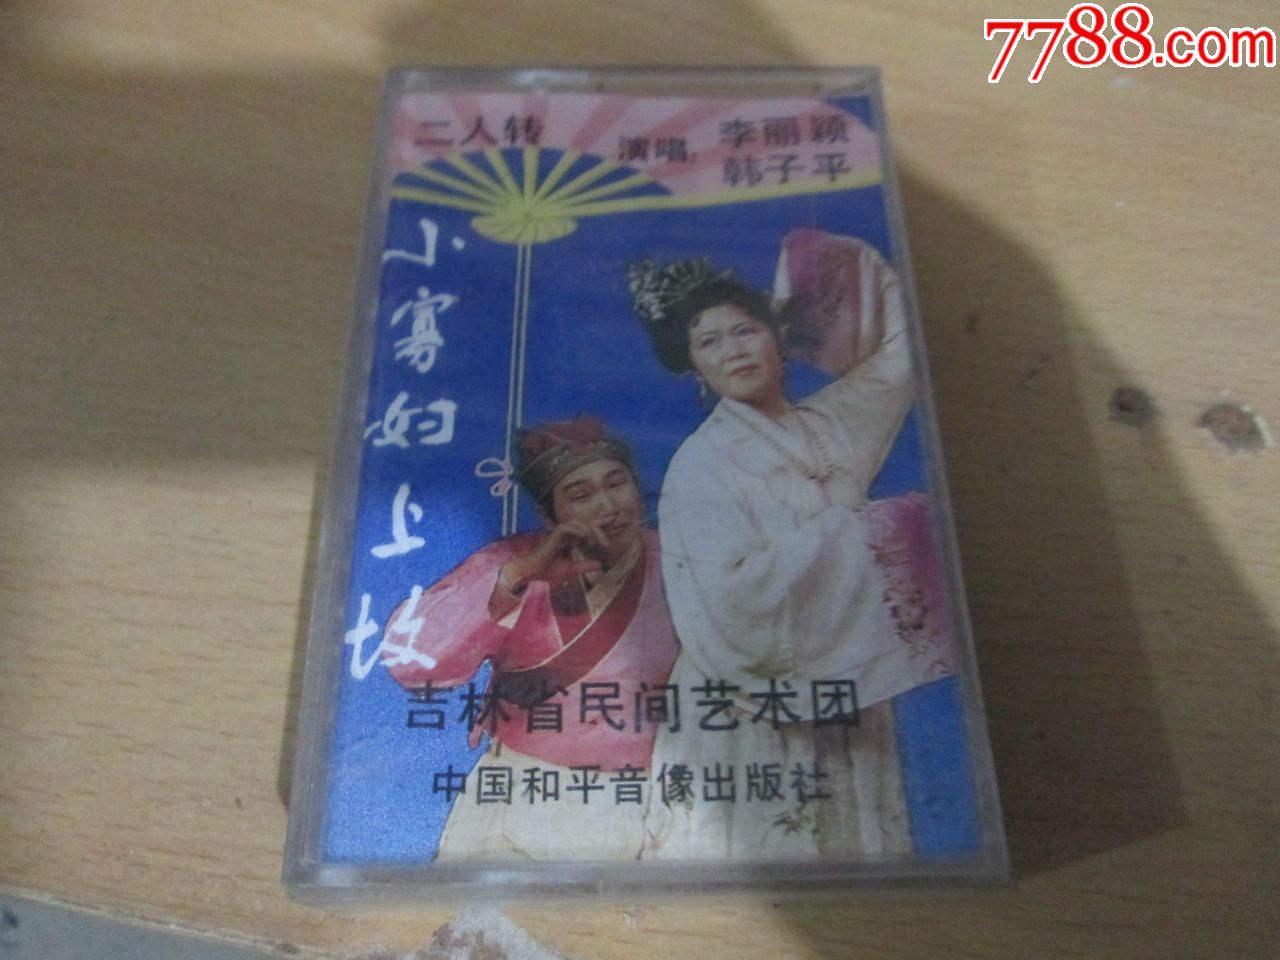 7788.com
二人转
演唱:
李丽颖
韩子平
小寡妇上坟
吉林省民间艺术团
中国和平音像出版社